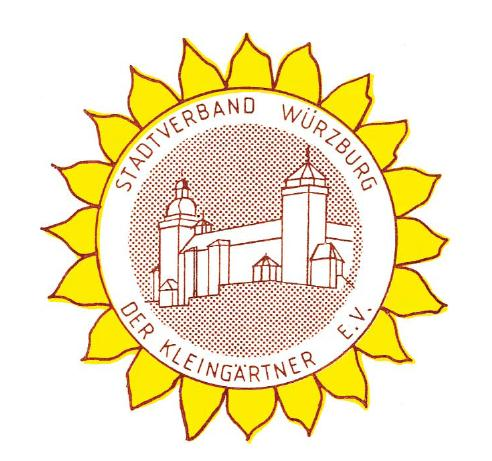 STADTVERBAND WÜRZBURG
DER KLEINGÄRTNER E.V.